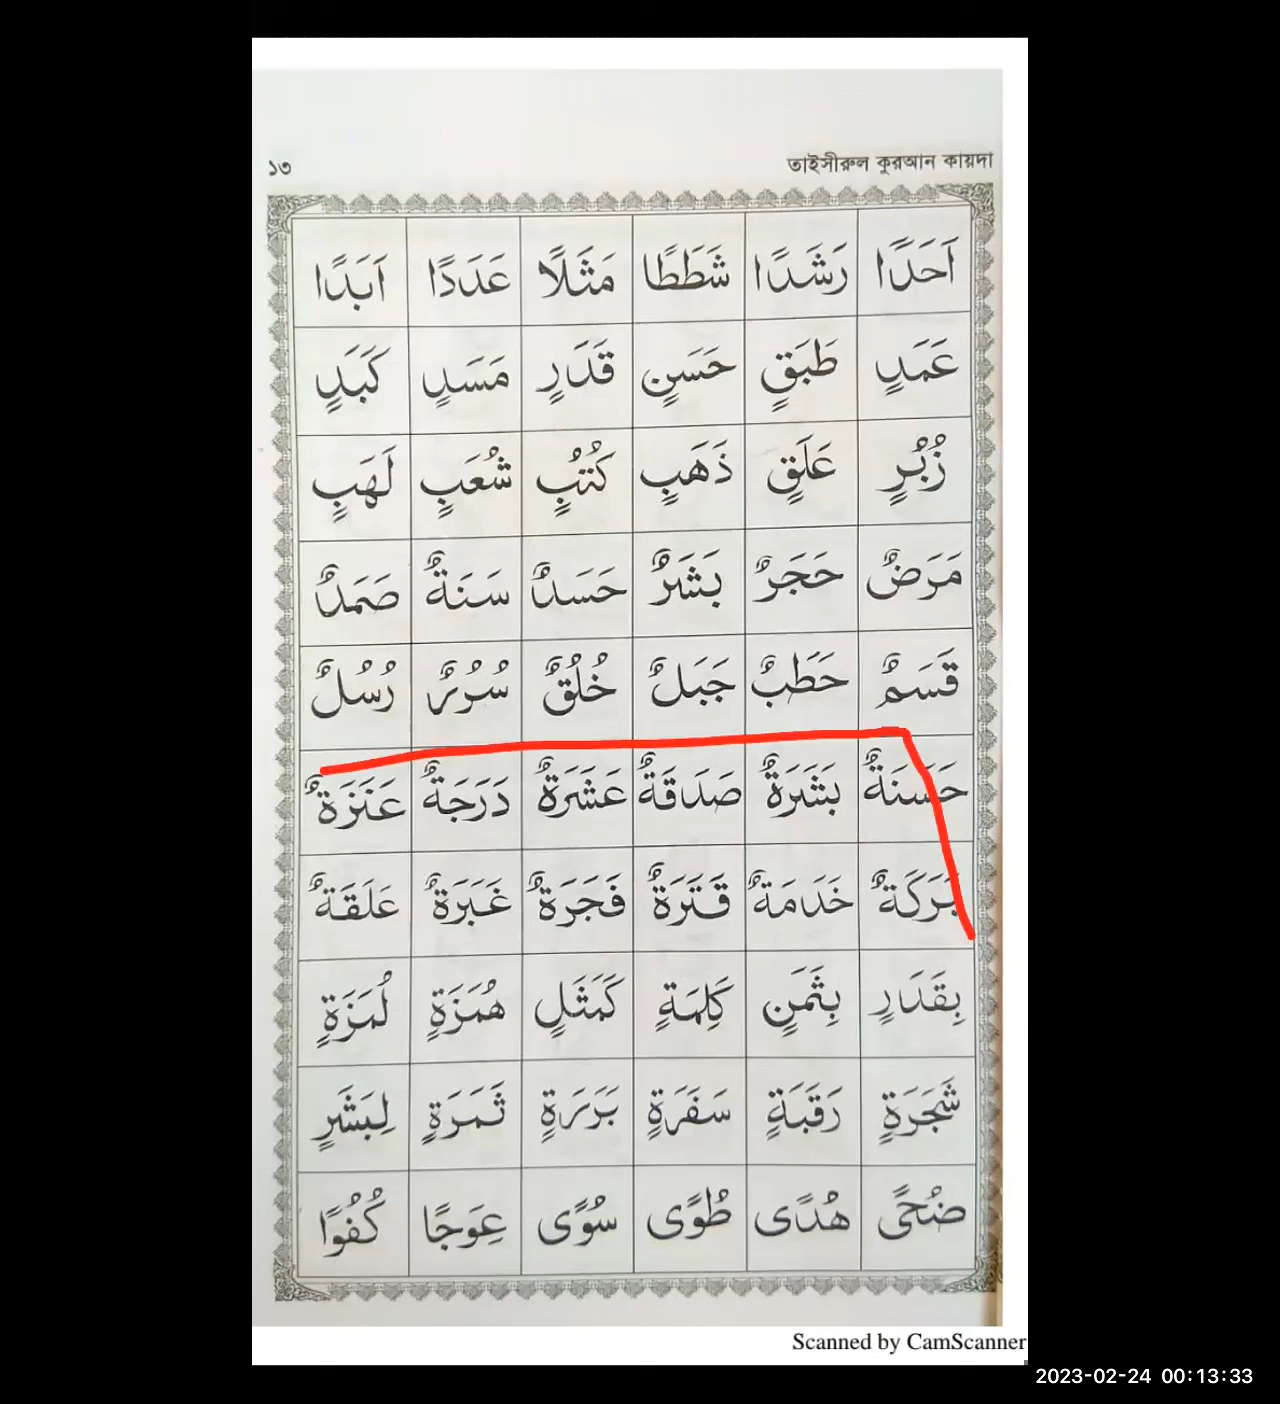 ১৩ তাইসীরুল কুরআন কায়দা
اَحَدًا رَشَدًا شَطَطًا مَثَلًا عَدَدًا اَبَدًا
عَمَدٍ طَبَقٍ حَسَنٍ قَدَرٍ مَسَدٍ كَبَدٍ
زُبُرٍ عَلَقٍ ذَهَبٍ كُتُبٍ شُعَبٍ لَهَبٍ
مَرَضٌ حَجَرٌ بَشَرٌ حَسَدٌ سَنَةٌ صَمَدٌ
قَسَمٌ حَطَبٌ جَبَلٌ خُلُقٌ سُرُرٌ رُسُلٌ
حَسَنَةٌ بَشَرَةٌ صَدَقَةٌ عَشَرَةٌ دَرَجَةٌ عَنَزَةٌ
بَرَكَةٌ خَدَمَةٌ قَتَرَةٌ فَجَرَةٌ غَبَرَةٌ عَلَقَةٌ
بِقَدَرٍ بِثَمَنٍ كَلِمَةٍ كَمَثَلٍ هُمَزَةٍ لُمَزَةٍ
شَجَرَةٍ رَقَبَةٍ سَفَرَةٍ بَرَرَةٍ ثَمَرَةٍ لِبَشَرٍ
ضُحًى هُدًى طُوًى سُوًى عِوَجًا كُفُوًا
Scanned by CamScanner
2023-02-24 00:13:33